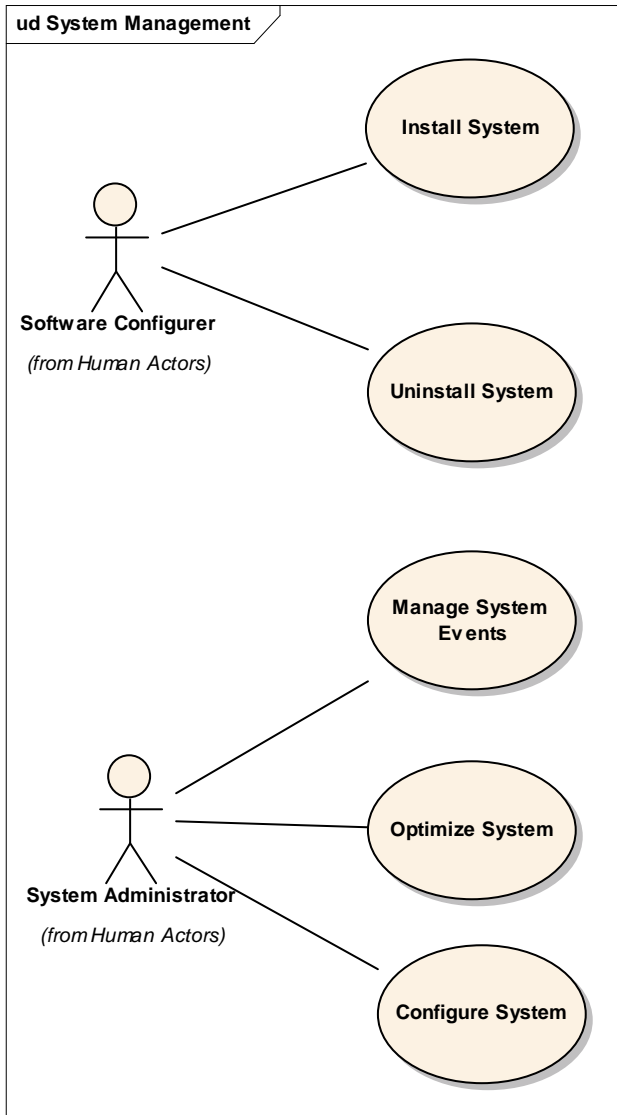 ud System Management
Install System
Software Configurer
(from Human Actors)
Uninstall System
Manage System
Events
Optimize System
System Administrator
(from Human Actors)
Configure System